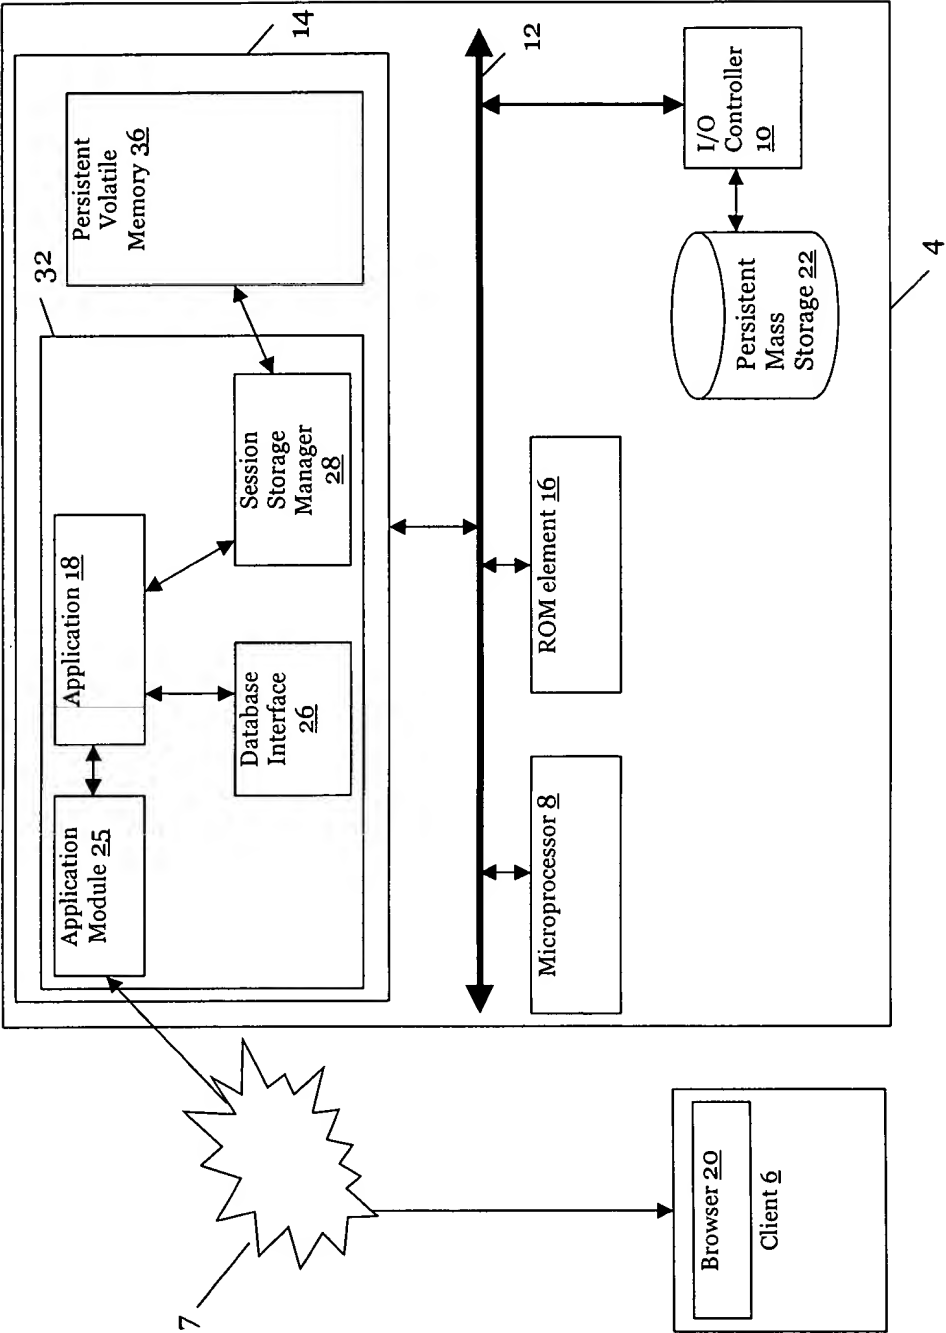 14
32
Persistent
Volatile
Memory 36
Application 18
Session
Storage
Manager
28
Application
Module 25
Database
Interface
26
12
I/O
Controller
10
Persistent
Mass
Storage 22
ROM element 16
Microprocessor 8
4
7
Browser 20
Client 6